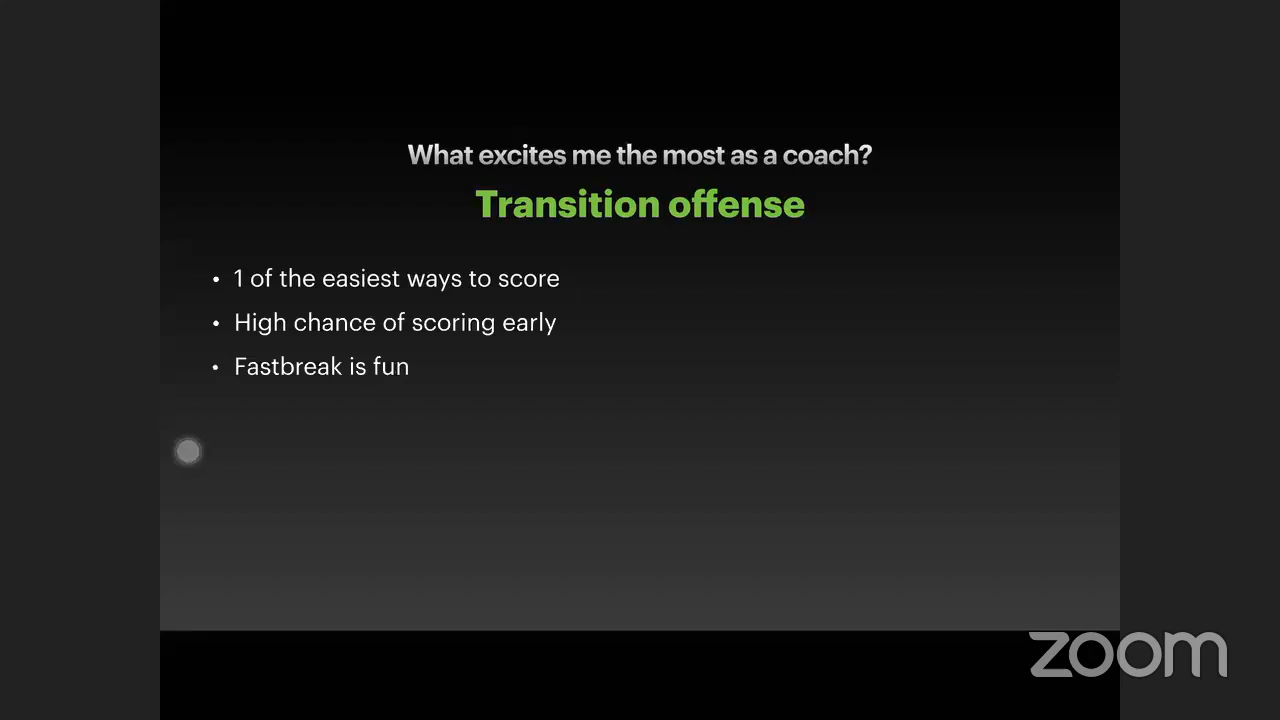 What excites me the most as a coach?
Transition offense
• 1 of the easiest ways to score
• High chance of scoring early
• Fastbreak is fun
zoom